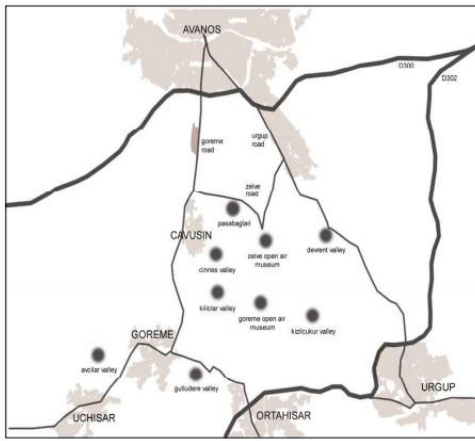 AVANOS
D300
D302
goreme
road
urgup
road
zelve
road
pasabaglari
CAVUSIN
zelve open air
museum
devrent valley
cinnes valley
kiliclar valley
goreme open air
museum
kizilcukur valley
GOREME
avcilar valley
gulludere valley
URGUP
UCHISAR
ORTAHISAR